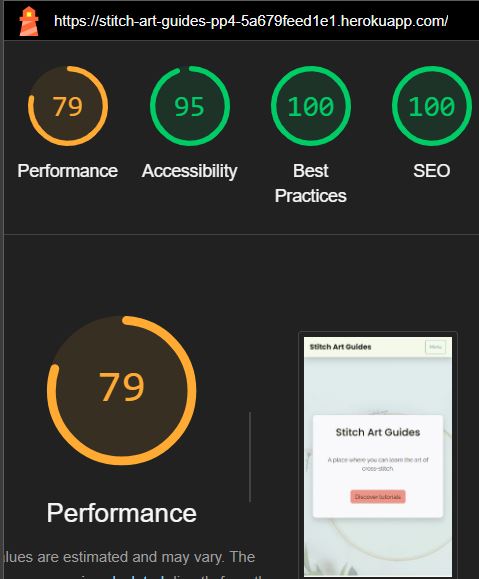 https://stitch-art-guides-pp4-5a679feed1e1.herokuapp.com/
79 95 100 100
Performance Accessibility Best Practices SEO
79
Performance
Stitch Art Guides
Menu
Stitch Art Guides
A place where you can learn the art of
cross-stitch.
Discover tutorials
alues are estimated and may vary. The